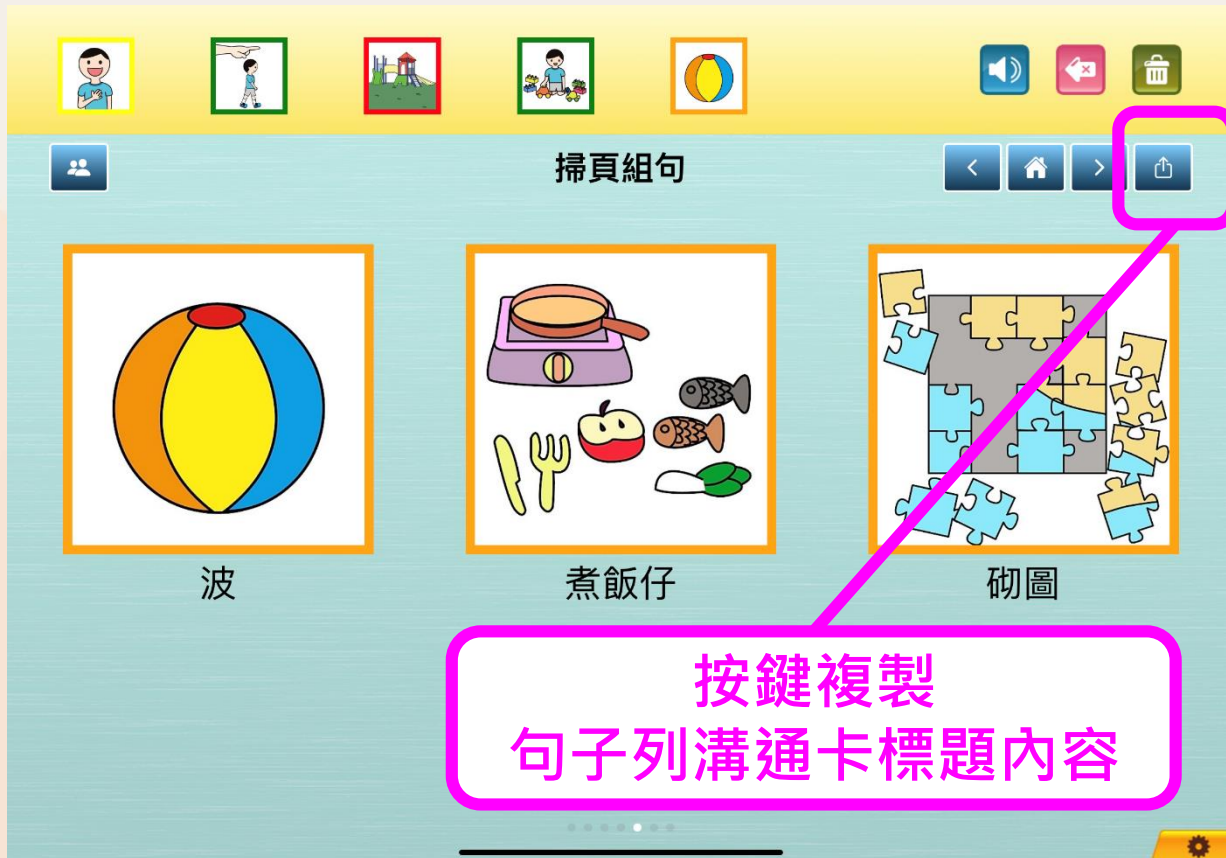 掃頁組句
波
煮飯仔
砌圖
按鍵複製
句子列溝通卡標題內容